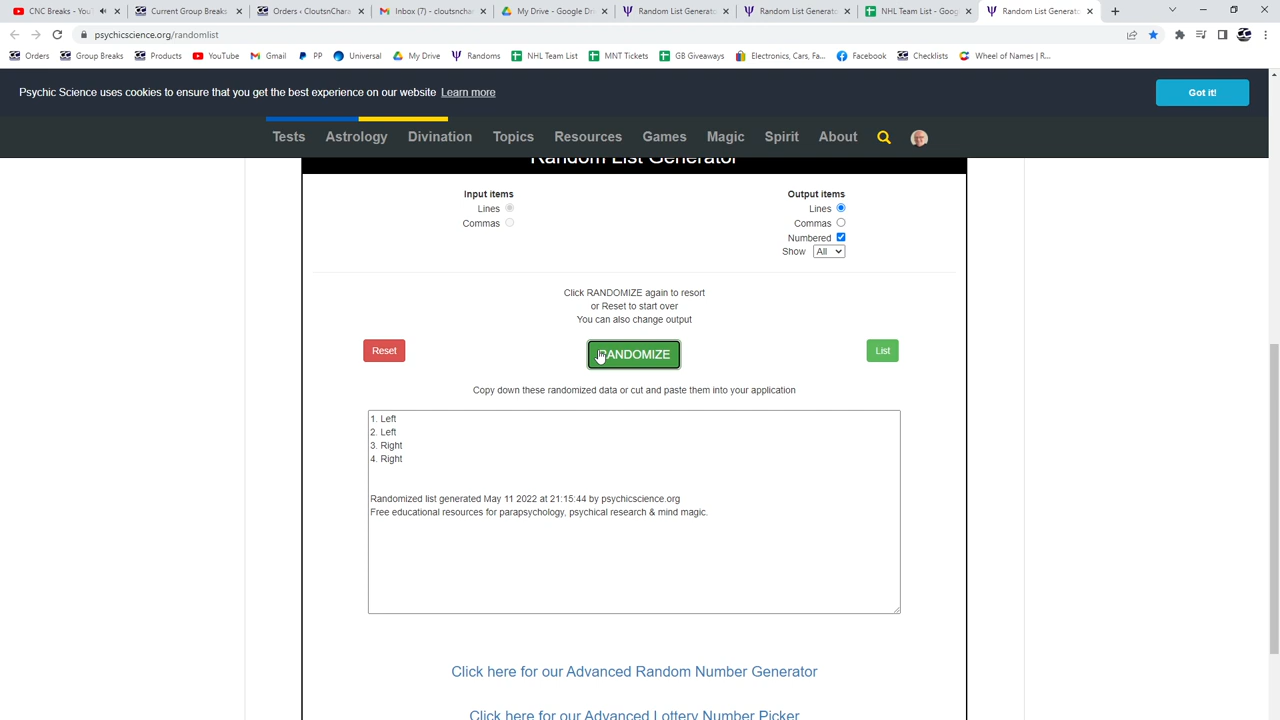 CNC Breaks - You
Current Group Breaks
Orders < CloutsnChara
Inbox (7) - cloutsnchar
My Drive - Google Dri
Random List Generato
Random List Generato
NHL Team List - Googl
Random List Generato
psychicscience.org/randomlist
Orders
Group Breaks
Products
YouTube
Gmail
PP
Universal
My Drive
Randoms
NHL Team List
MNT Tickets
GB Giveaways
Electronics, Cars, Fa...
Facebook
Checklists
Wheel of Names | R...
Psychic Science uses cookies to ensure that you get the best experience on our website Learn more
Got it!
Tests Astrology Divination Topics Resources Games Magic Spirit About
Random List Generator
Input items
Lines
Commas
Output items
Lines
Commas
Numbered
Show All
Click RANDOMIZE again to resort
or Reset to start over
You can also change output
Reset
RANDOMIZE
List
Copy down these randomized data or cut and paste them into your application
1. Left
2. Left
3. Right
4. Right
Randomized list generated May 11 2022 at 21:15:44 by psychicscience.org
Free educational resources for parapsychology, psychical research & mind magic.
Click here for our Advanced Random Number Generator
Click here for our Advanced Lottery Number Picker